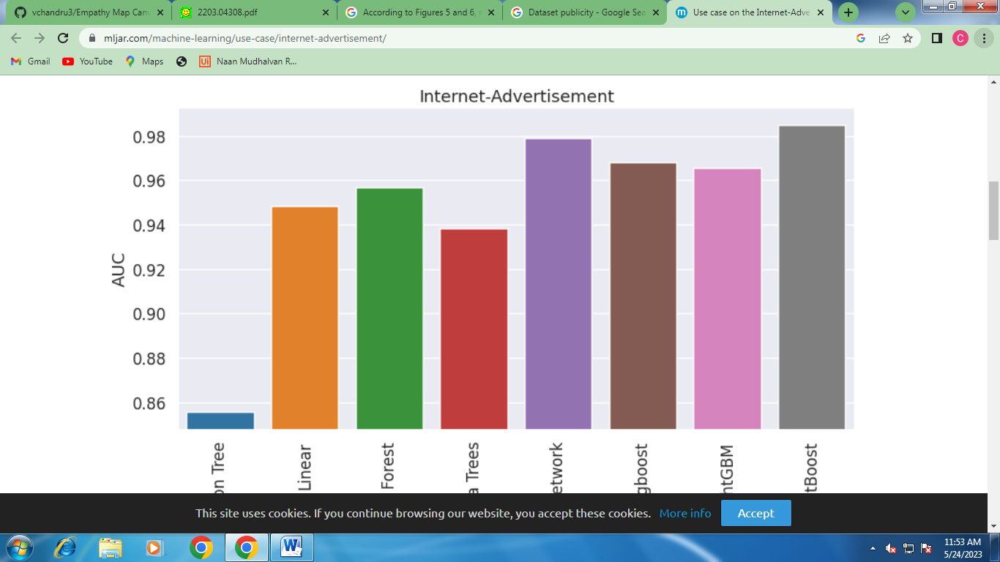 vchandru3/Empathy Map Canv
2203.04308.pdf
According to Figures 5 and 6, r
Dataset publicity - Google Sea
Use case on the Internet-Adve
mljar.com/machine-learning/use-case/internet-advertisement/
Gmail
YouTube
Maps
Naan Mudhalvan R...
Internet-Advertisement
AUC
0.98
0.96
0.94
0.92
0.90
0.88
0.86
on Tree
Linear
Forest
a Trees
etwork
gboost
ntGBM
tBoost
This site uses cookies. If you continue browsing our website, you accept these cookies. More info Accept
11:53 AM
5/24/2023